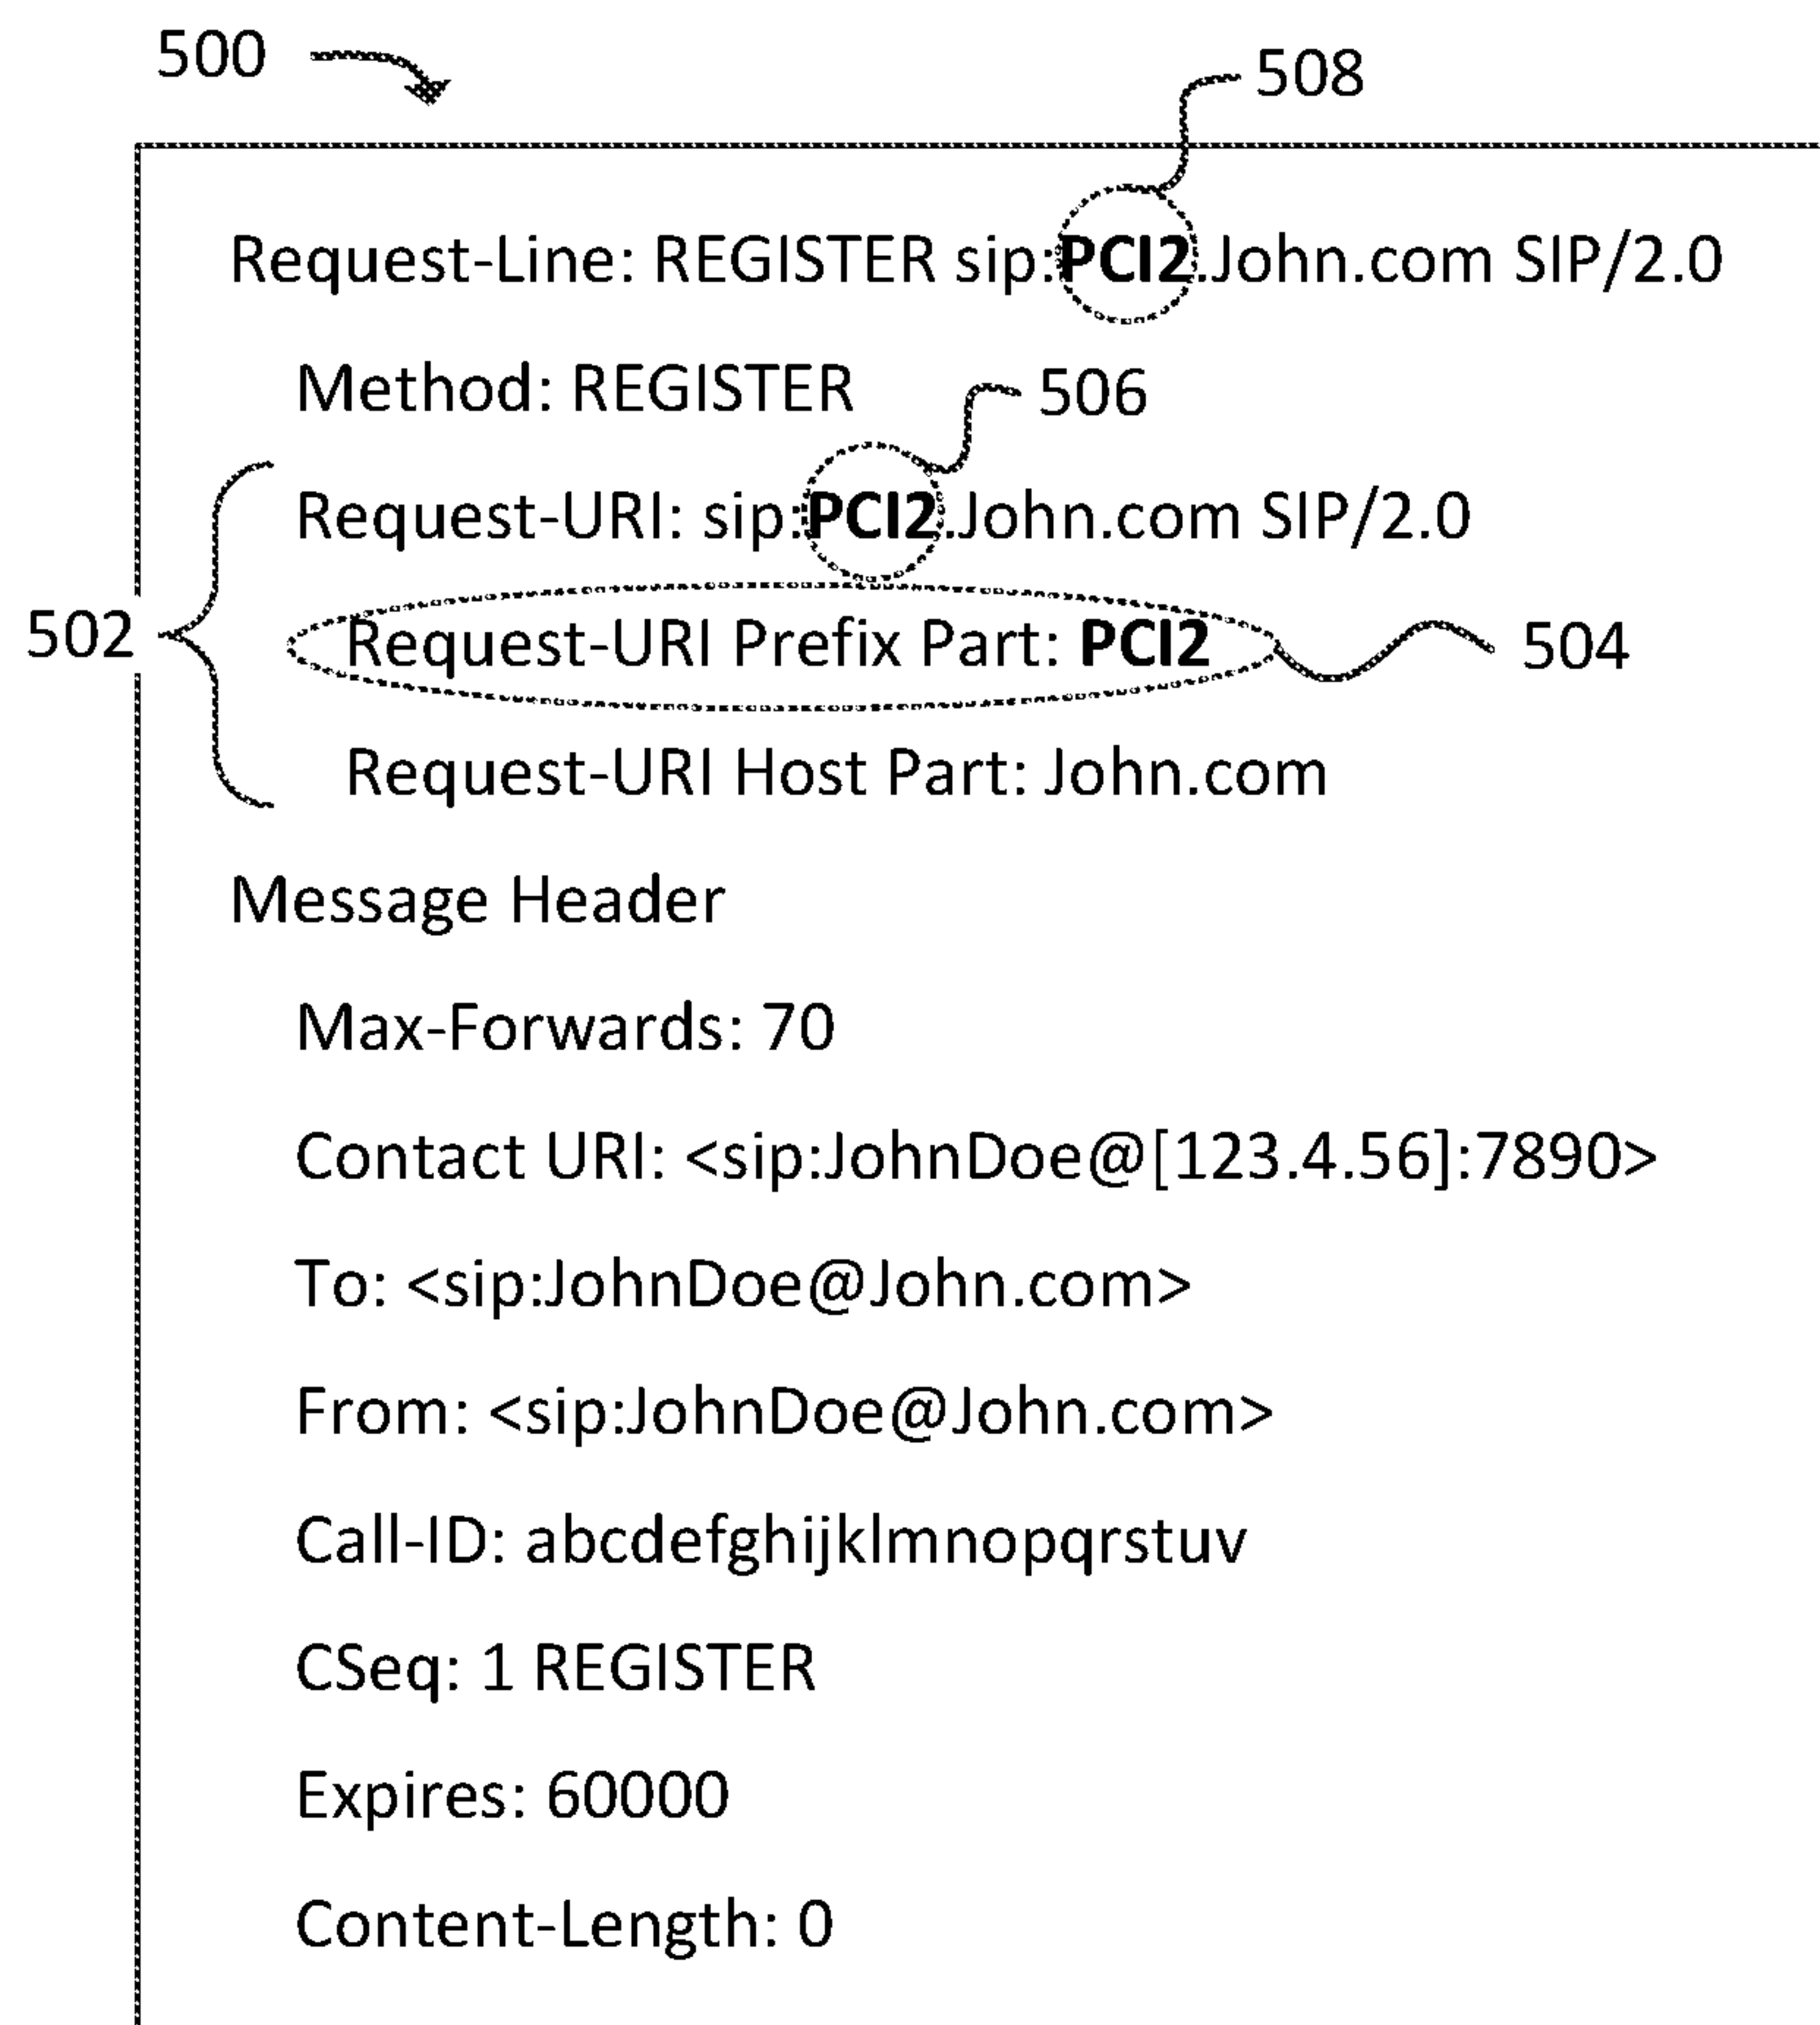 500
508
Request-Line: REGISTER sip:PCI2.John.com SIP/2.0
Method: REGISTER
506
Request-URI: sip:PCI2.John.com SIP/2.0
502
Request-URI Prefix Part: PCI2
504
Request-URI Host Part: John.com
Message Header
Max-Forwards: 70
Contact URI: <sip:JohnDoe@[123.4.56]:7890>
To: <sip:JohnDoe@John.com>
From: <sip:JohnDoe@John.com>
Call-ID: abcdefghijklmnopqrstuv
CSeq: 1 REGISTER
Expires: 60000
Content-Length: 0